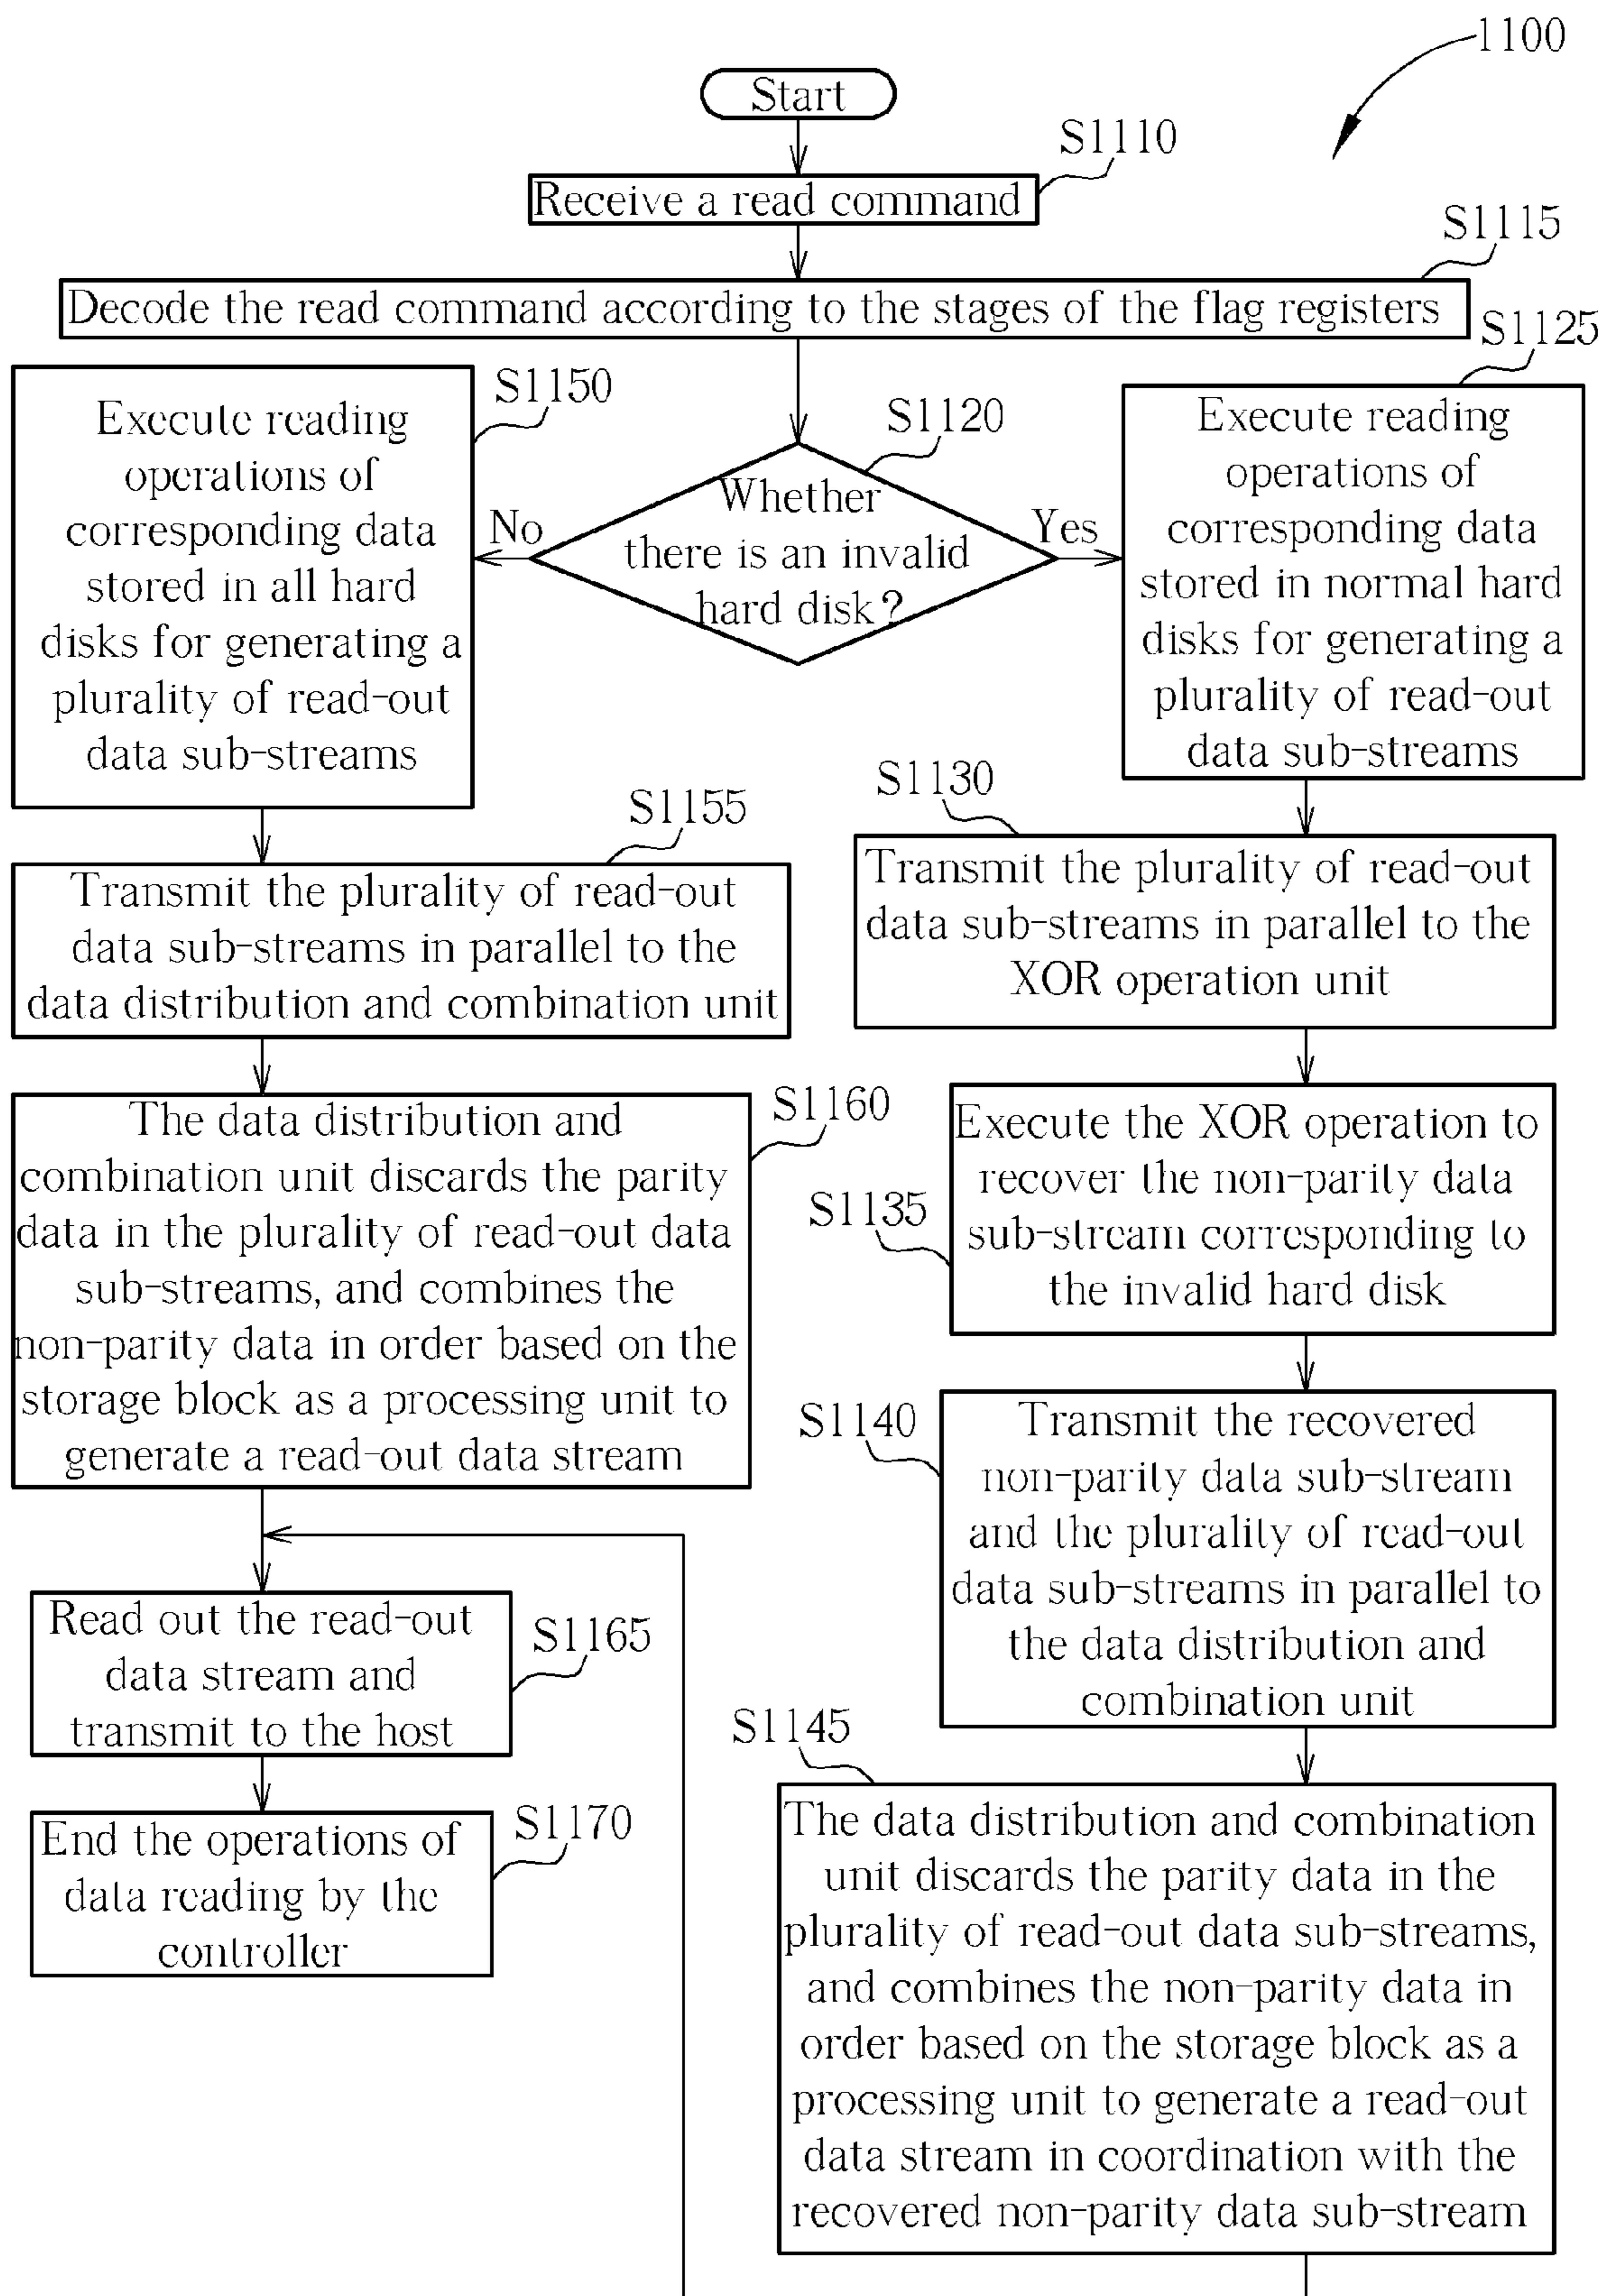 1100
Start
S1110
Receive a read command
S1115
Decode the read command according to the stages of the flag registers
S1120
Whether
there is an invalid
hard disk?
No
Yes
S1150
Execute reading
operations of
corresponding data
stored in all hard
disks for generating a
plurality of read-out
data sub-streams
S1125
Execute reading
operations of
corresponding data
stored in normal hard
disks for generating a
plurality of read-out
data sub-streams
S1155
Transmit the plurality of read-out
data sub-streams in parallel to the
data distribution and combination unit
S1130
Transmit the plurality of read-out
data sub-streams in parallel to the
XOR operation unit
S1160
The data distribution and
combination unit discards the parity
data in the plurality of read-out data
sub-streams, and combines the
non-parity data in order based on the
storage block as a processing unit to
generate a read-out data stream
S1135
Execute the XOR operation to
recover the non-parity data
sub-stream corresponding to
the invalid hard disk
S1140
Transmit the recovered
non-parity data sub-stream
and the plurality of read-out
data sub-streams in parallel to
the data distribution and
combination unit
S1165
Read out the read-out
data stream and
transmit to the host
S1170
End the operations of
data reading by the
controller
S1145
The data distribution and combination
unit discards the parity data in the
plurality of read-out data sub-streams,
and combines the non-parity data in
order based on the storage block as a
processing unit to generate a read-out
data stream in coordination with the
recovered non-parity data sub-stream